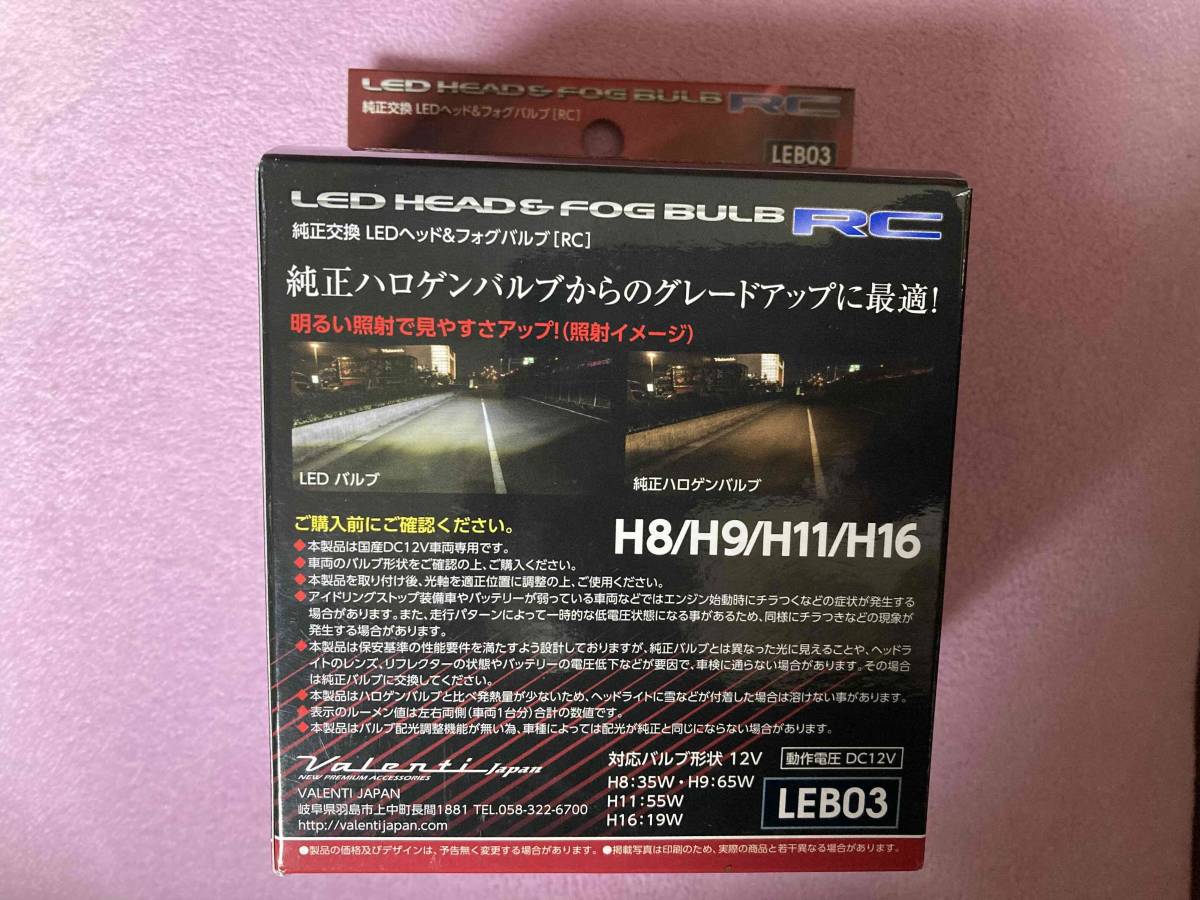 LED HEAD & FOG BULB RC
純正交換 LEDヘッド&フォグバルブ[RC]
LEB03
LED HEAD & FOG BULB RC
純正交換 LEDヘッド&フォグバルブ[RC]
純正ハロゲンバルブからのグレードアップに最適!
明るい照射で見やすさアップ!(照射イメージ)
LED バルブ
純正ハロゲンバルブ
H8/H9/H11/H16
ご購入前にご確認ください。
◆本製品は国産DC12V車両専用です。
◆車両のバルブ形状をご確認の上、ご購入ください。
◆本製品を取り付け後、光軸を適正位置に調整の上、ご使用ください。
◆アイドリングストップ装備車やバッテリーが弱っている車両などではエンジン始動時にチラつくなどの症状が発生する
場合があります。また、走行パターンによって一時的な低電圧状態になる事があるため、同様にチラつきなどの現象が
発生する場合があります。
◆本製品は保安基準の性能要件を満たすよう設計しておりますが、純正バルブとは異なった光に見えることや、ヘッドラ
イトのレンズ、リフレクターの状態やバッテリーの電圧低下などが要因で、車検に通らない場合があります。その場合
は純正バルブに交換してください。
◆本製品はハロゲンバルブと比べ発熱量が少ないため、ヘッドライトに雪などが付着した場合は溶けない事があります。
◆表示のルーメン値は左右両側(車両1台分)合計の数値です。
◆本製品はバルブ配光調整機能が無い為、車種によっては配光が純正と同じにならない場合があります。
Valenti Japan
NEW PREMIUM ACCESSORIES
VALENTI JAPAN
岐阜県羽島市上中町長間1881 TEL.058-322-6700
http://valentijapan.com
対応バルブ形状 12V
動作電圧 DC12V
H8:35W・H9:65W
H11:55W
H16:19W
LEB03
●製品の価格及びデザインは、予告無く変更する場合があります。 ●掲載写真は印刷のため、実際の商品と若干異なる場合があります。